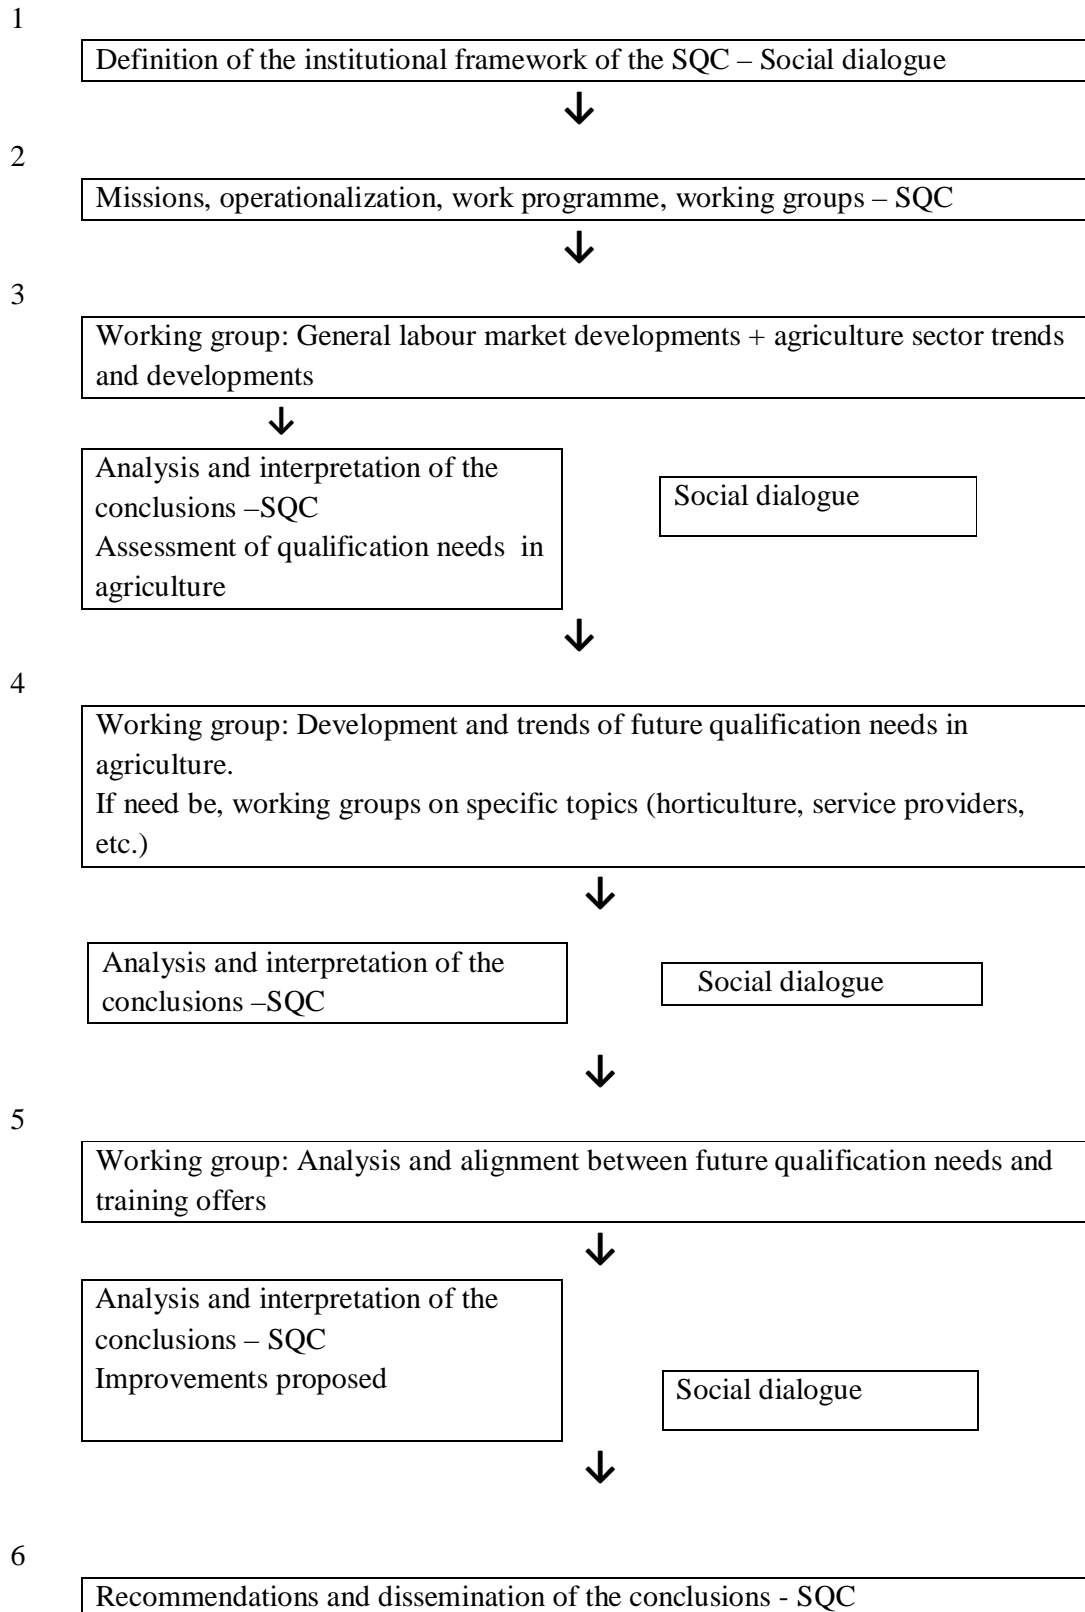 1
Definition of the institutional framework of the SQC – Social dialogue
2
Missions, operationalization, work programme, working groups – SQC
3
Working group: General labour market developments + agriculture sector trends
and developments
Analysis and interpretation of the
conclusions –SQC
Assessment of qualification needs  in
agriculture
Social dialogue
4
Working group: Development and trends of future qualification needs in
agriculture.
If need be, working groups on specific topics (horticulture, service providers,
etc.)
Analysis and interpretation of the
conclusions –SQC
Social dialogue
5
Working group: Analysis and alignment between future qualification needs and
training offers
Analysis and interpretation of the
conclusions – SQC
Improvements proposed
Social dialogue
6
Recommendations and dissemination of the conclusions - SQC